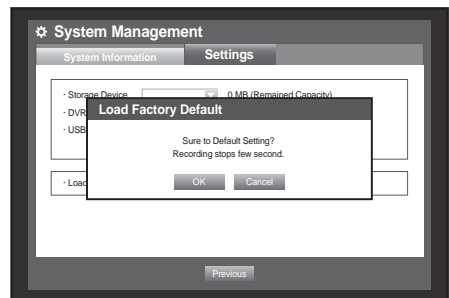 System Management
System Information Settings
· Storage Device 0 MB (Remained Capacity)
· DVR
· USB
Load Factory Default
Sure to Default Setting?
Recording stops few second.
OK Cancel
· Load
Previous